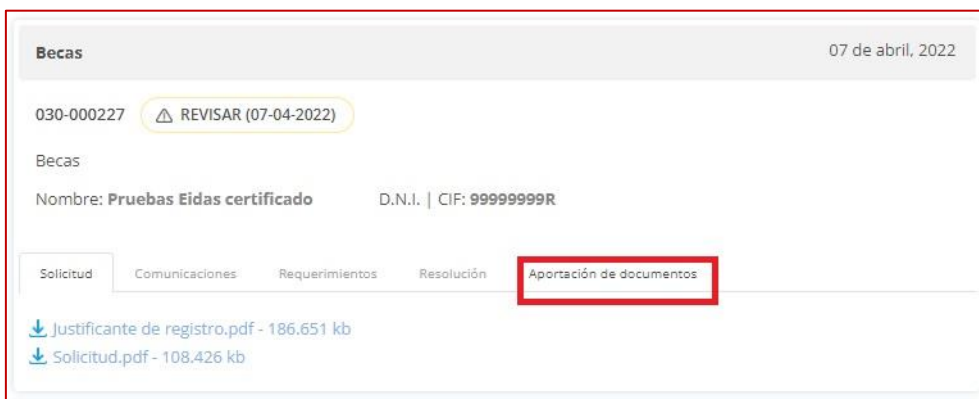 Becas 07 de abril, 2022
030-000227 REVISAR (07-04-2022)
Becas
Nombre: Pruebas Eidas certificado D.N.I. | CIF: 99999999R
Solicitud Comunicaciones Requerimientos Resolución Aportación de documentos
Justificante de registro.pdf - 186.651 kb
Solicitud.pdf - 108.426 kb